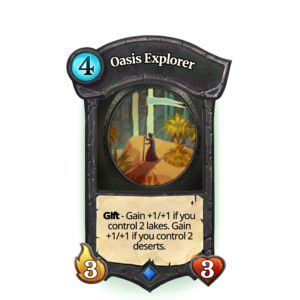 4
Oasis Explorer
Gift - Gain +1/+1 if you
control 2 lakes. Gain
+1/+1 if you control 2
deserts.
3
3